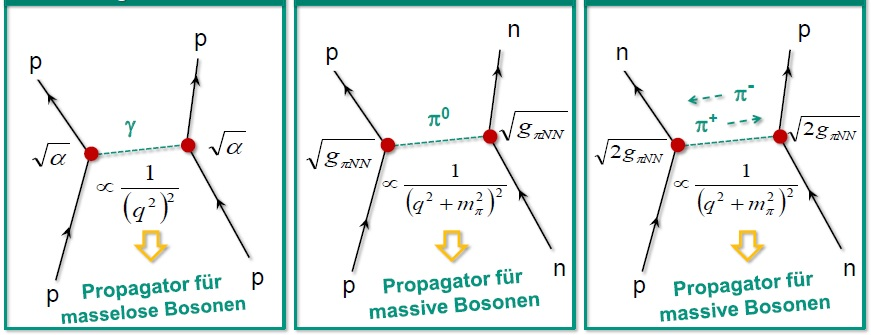 p
p
γ
√α
√α
∝ 1/(q²)²
p
p
Propagator für
masselose Bosonen
p
n
π⁰
√g_πNN
√g_πNN
∝ 1/(q² + m_π²)²
p
n
Propagator für
massive Bosonen
n
p
π⁻
π⁺
√2g_πNN
√2g_πNN
∝ 1/(q² + m_π²)²
p
n
Propagator für
massive Bosonen